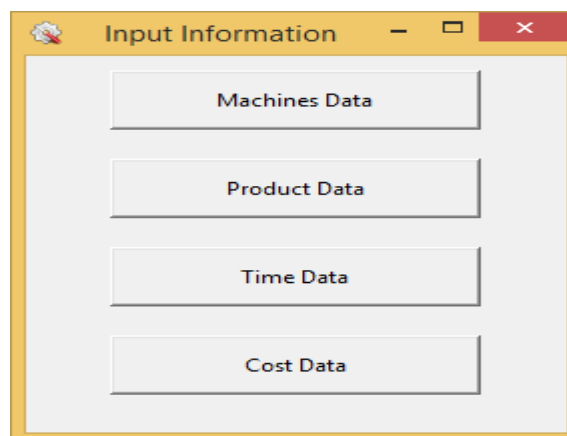 Input Information
Machines Data
Product Data
Time Data
Cost Data